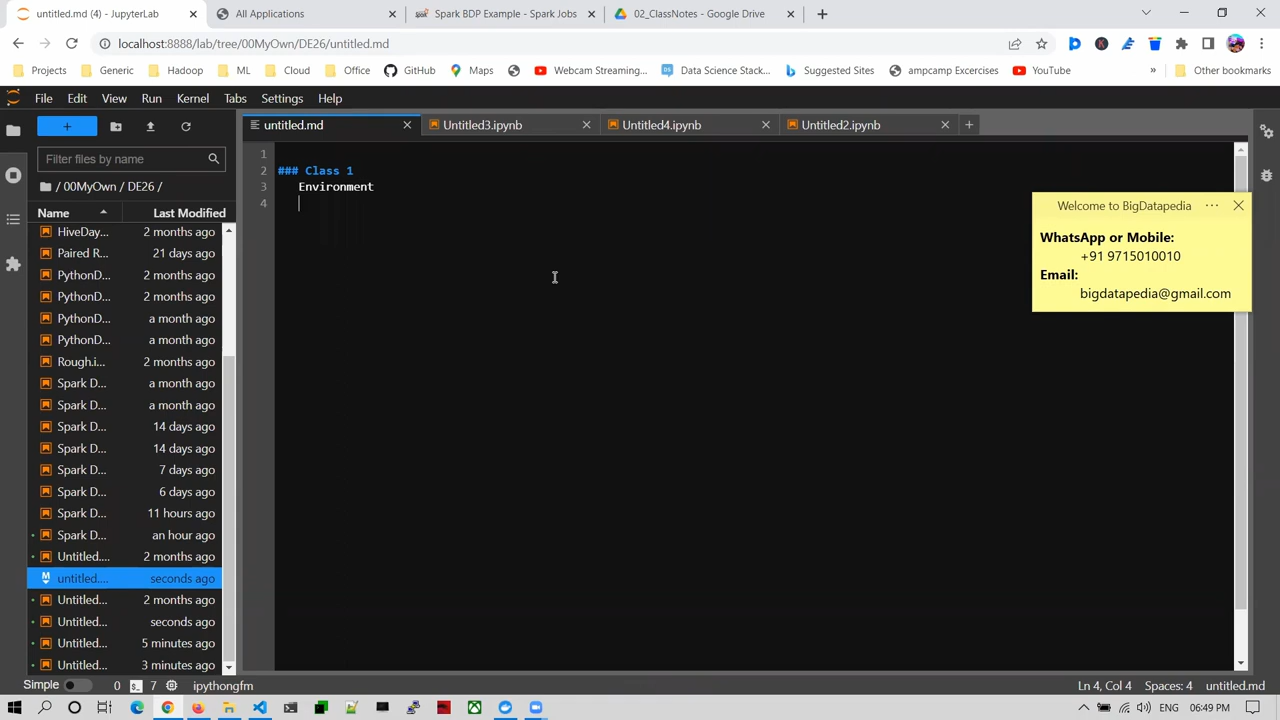 untitled.md (4) - JupyterLab
All Applications
Spark BDP Example - Spark Jobs
02_ClassNotes - Google Drive
localhost:8888/lab/tree/00MyOwn/DE26/untitled.md
Projects Generic Hadoop ML Cloud Office GitHub Maps YouTube Webcam Streaming... Data Science Stack... Suggested Sites ampcamp Excercises YouTube » Other bookmarks
File Edit View Run Kernel Tabs Settings Help
untitled.md Untitled3.ipynb Untitled4.ipynb Untitled2.ipynb
Filter files by name
/ 00MyOwn / DE26 /
Name Last Modified
HiveDay... 2 months ago
Paired R... 21 days ago
PythonD... 2 months ago
PythonD... 2 months ago
PythonD... a month ago
PythonD... a month ago
Rough.i... 2 months ago
Spark D... a month ago
Spark D... a month ago
Spark D... 14 days ago
Spark D... 14 days ago
Spark D... 7 days ago
Spark D... 6 days ago
Spark D... 11 hours ago
Spark D... an hour ago
Untitled.... 2 months ago
untitled.... seconds ago
Untitled... 2 months ago
Untitled... seconds ago
Untitled... 5 minutes ago
Untitled... 3 minutes ago
1
2 ### Class 1
3 Environment
4
Welcome to BigDatapedia ...
WhatsApp or Mobile:
+91 9715010010
Email:
bigdatapedia@gmail.com
Simple 0 7 ipythongfm
Ln 4, Col 4 Spaces: 4 untitled.md
ENG 06:49 PM